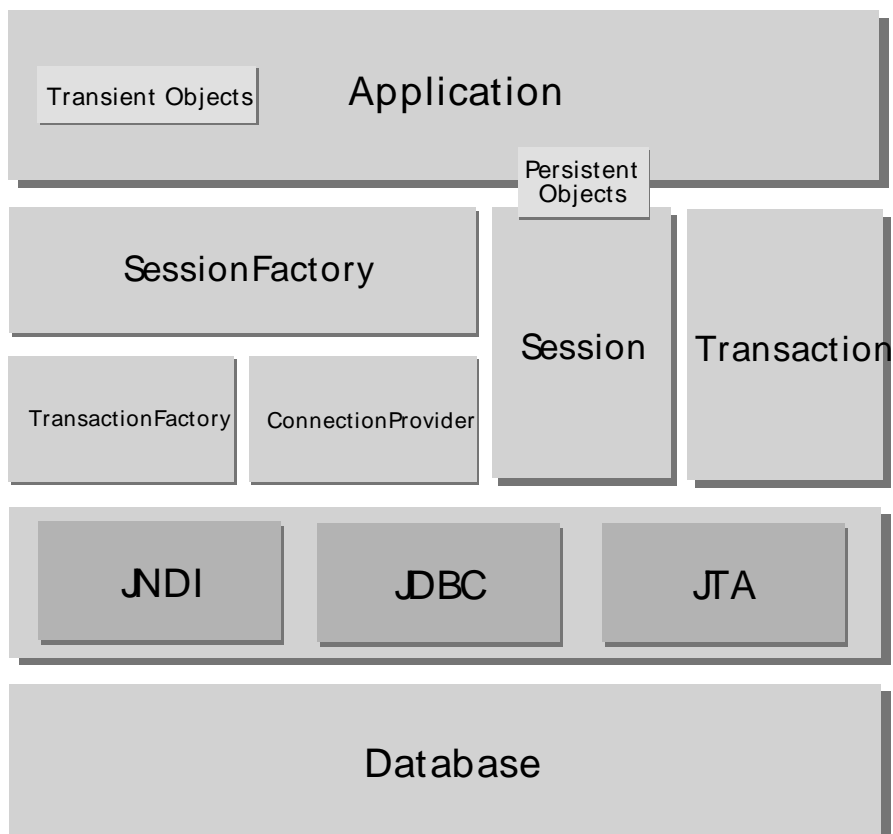 Transient Objects
Application
Persistent
Objects
SessionFactory
Session
Transaction
TransactionFactory
ConnectionProvider
JNDI
JDBC
JTA
Database